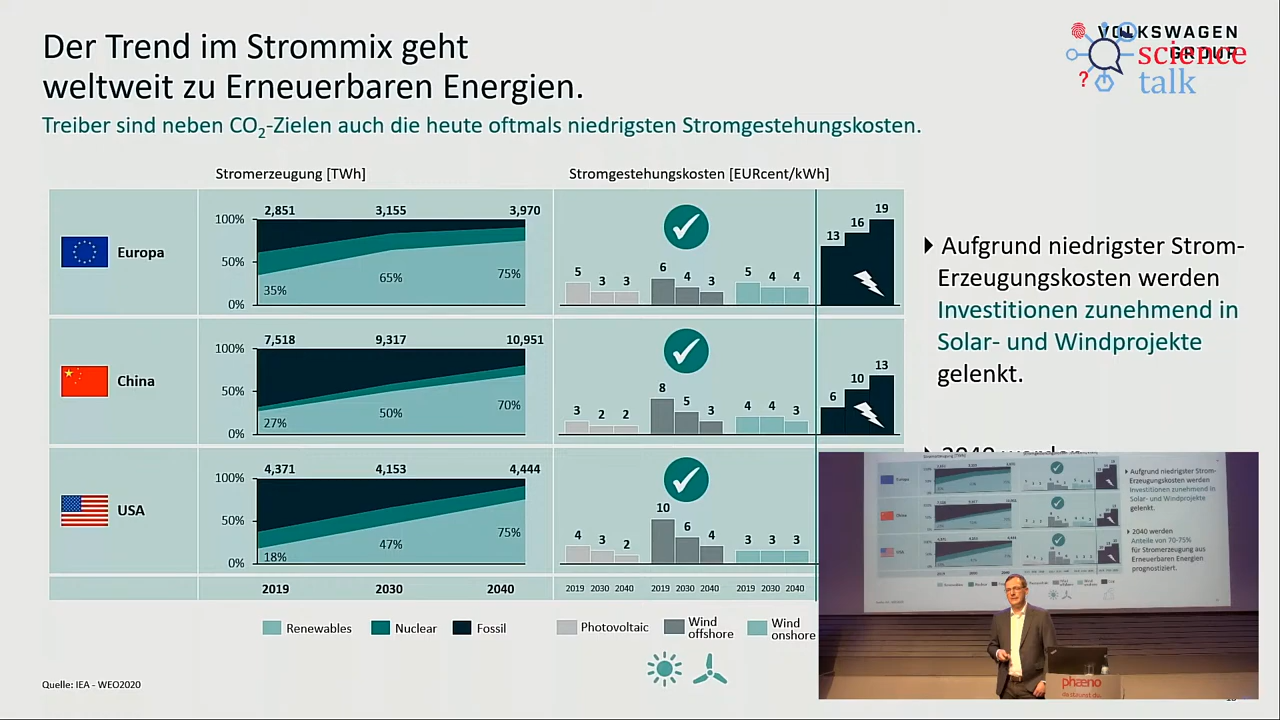 Der Trend im Strommix geht
weltweit zu Erneuerbaren Energien.
Treiber sind neben CO2-Zielen auch die heute oftmals niedrigsten Stromgestehungskosten.
VOLKSWAGEN
GROUP
science
talk
?
Stromerzeugung [TWh]
Stromgestehungskosten [EURcent/kWh]
Europa
2,851 3,155 3,970
100%
50%
0%
35% 65% 75%
5 3 3 6 4 3 5 4 4 13 16 19
China
7,518 9,317 10,951
100%
50%
0%
27% 50% 70%
3 2 2 8 5 3 4 4 3 6 10 13
USA
4,371 4,153 4,444
100%
50%
0%
18% 47% 75%
4 3 2 10 6 4 3 3 3
2019 2030 2040
2019 2030 2040 2019 2030 2040 2019 2030 2040
Renewables Nuclear Fossil
Photovoltaic Wind offshore Wind onshore
Aufgrund niedrigster Strom-
Erzeugungskosten werden
Investitionen zunehmend in
Solar- und Windprojekte
gelenkt.
2040 werden
Quelle: IEA - WEO2020
Europa
China
USA
Aufgrund niedrigster Strom-
Erzeugungskosten werden
Investitionen zunehmend in
Solar- und Windprojekte
gelenkt.
2040 werden
Anteile von 70-75%
für Stromerzeugung aus
Erneuerbaren Energien
prognostiziert.
phæno